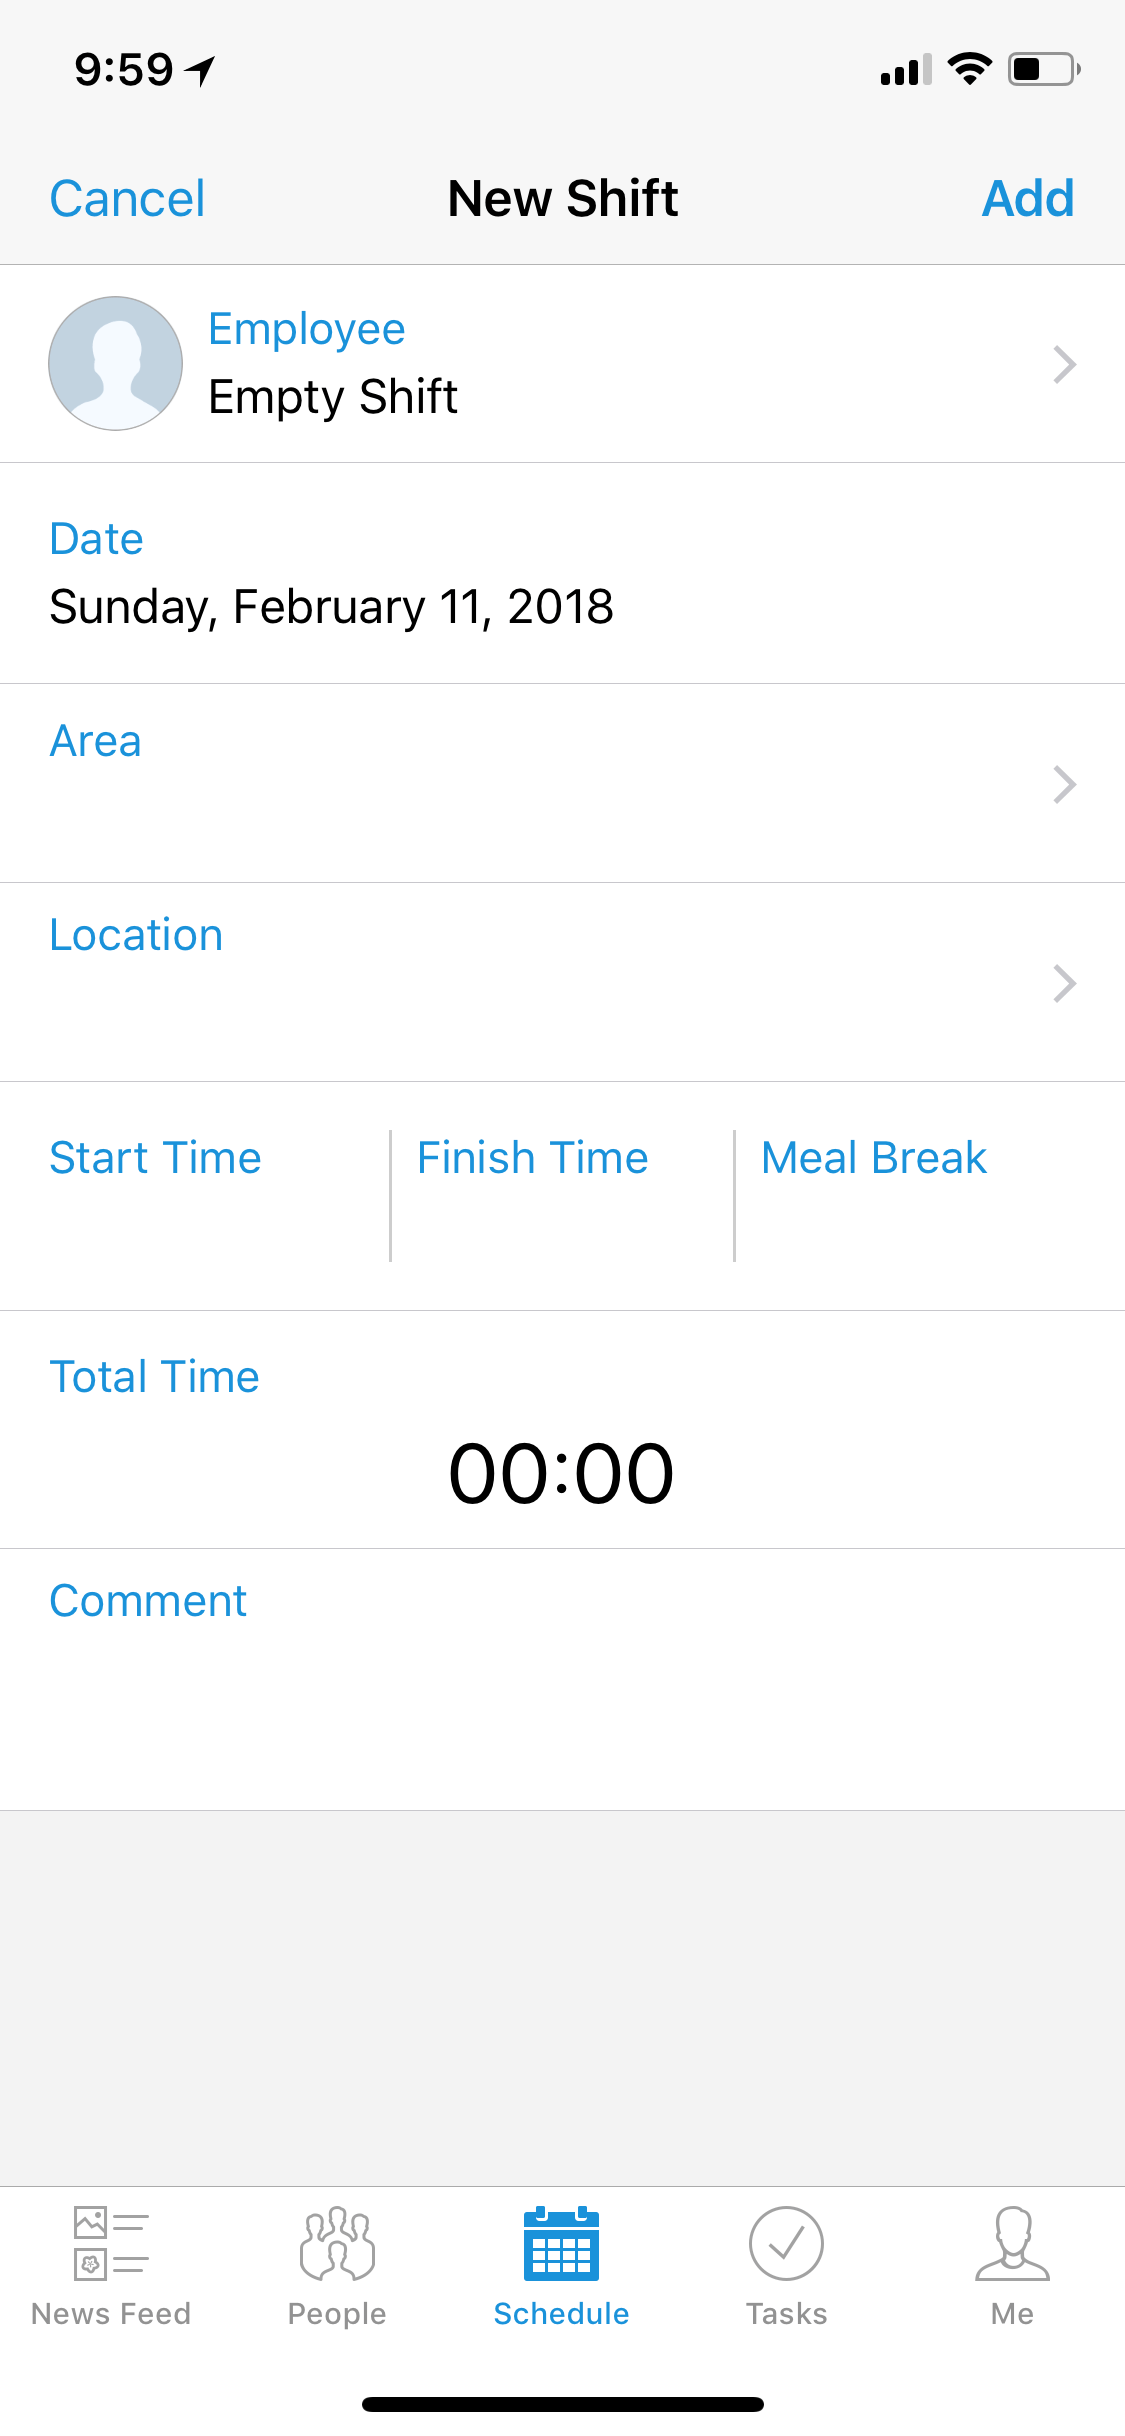 9:59
Cancel New Shift Add
Employee
Empty Shift
Date
Sunday, February 11, 2018
Area
Location
Start Time Finish Time Meal Break
Total Time
00:00
Comment
News Feed People Schedule Tasks Me